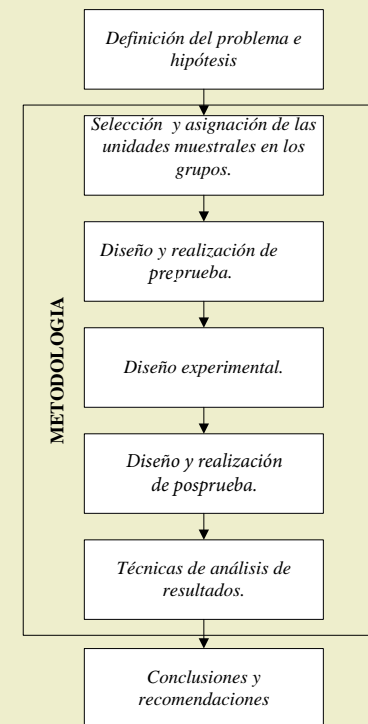 Definición del problema e
hipótesis
Selección y asignación de las
unidades muestrales en los
grupos.
Diseño y realización de
preprueba.
METODOLOGIA
Diseño experimental.
Diseño y realización
de posprueba.
Técnicas de análisis de
resultados.
Conclusiones y
recomendaciones